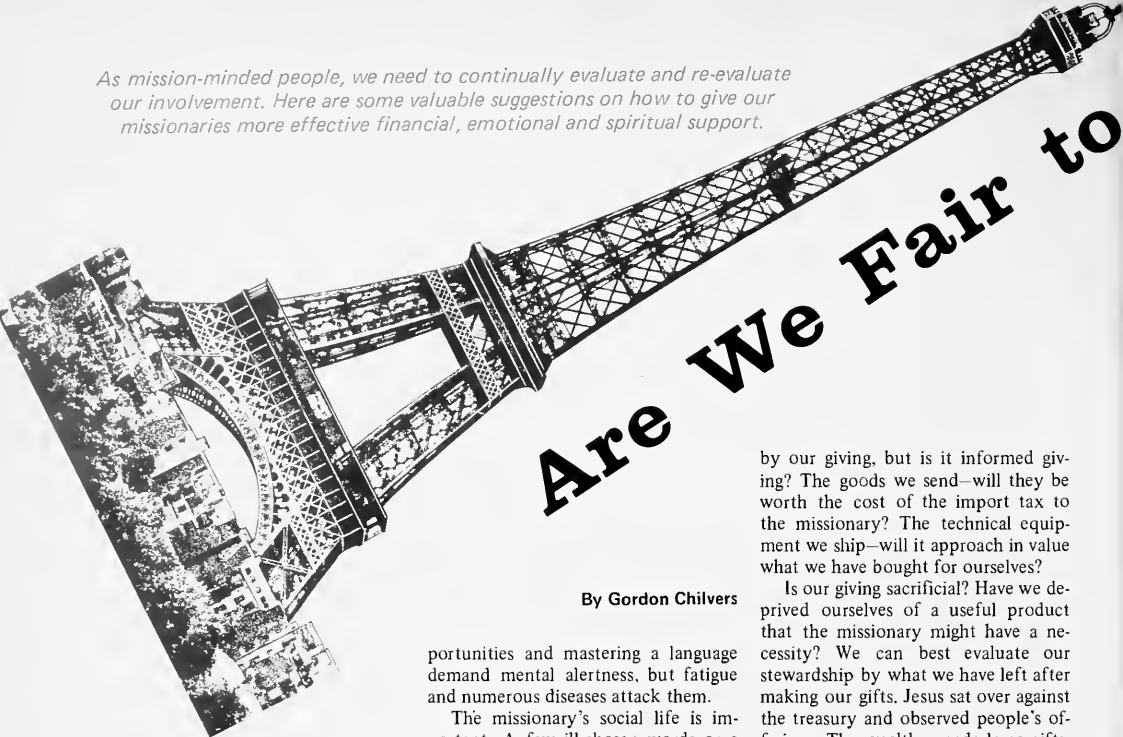 As mission-minded people, we need to continually evaluate and re-evaluate
our involvement. Here are some valuable suggestions on how to give our
missionaries more effective financial, emotional and spiritual support.
Are We Fair to
By Gordon Chilvers
portunities and mastering a language
demand mental alertness, but fatigue
and numerous diseases attack them.
The missionary's social life is im-
by our giving, but is it informed giv-
ing? The goods we send—will they be
worth the cost of the import tax to
the missionary? The technical equip-
ment we ship—will it approach in value
what we have bought for ourselves?
Is our giving sacrificial? Have we de-
prived ourselves of a useful product
that the missionary might have a ne-
cessity? We can best evaluate our
stewardship by what we have left after
making our gifts. Jesus sat over against
the treasury and observed people's of-